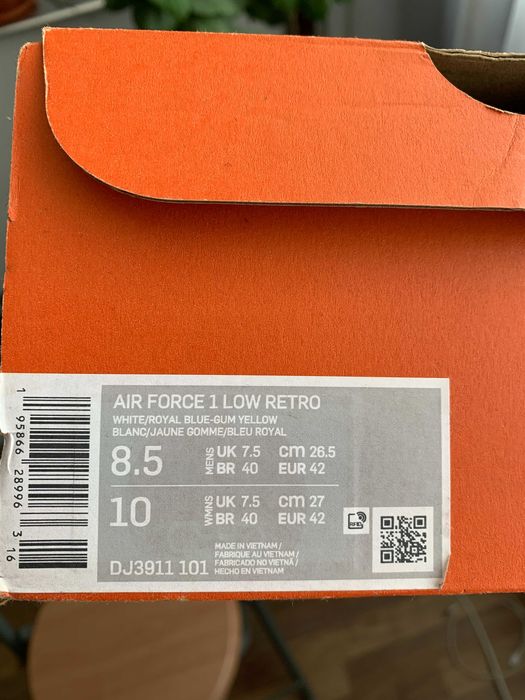 AIR FORCE 1 LOW RETRO
WHITE/ROYAL BLUE-GUM YELLOW
BLANC/JAUNE GOMME/BLEU ROYAL
8.5 MENS UK 7.5 cm 26.5
BR 40 EUR 42
10 WMNS UK 7.5 cm 27
BR 40 EUR 42
RFID
MADE IN VIETNAM /
FABRIQUE AU VIETNAM /
FABRICADO NO VIETNÃ /
DJ3911 101 HECHO EN VIETNAM
1 95866 28996 3 16